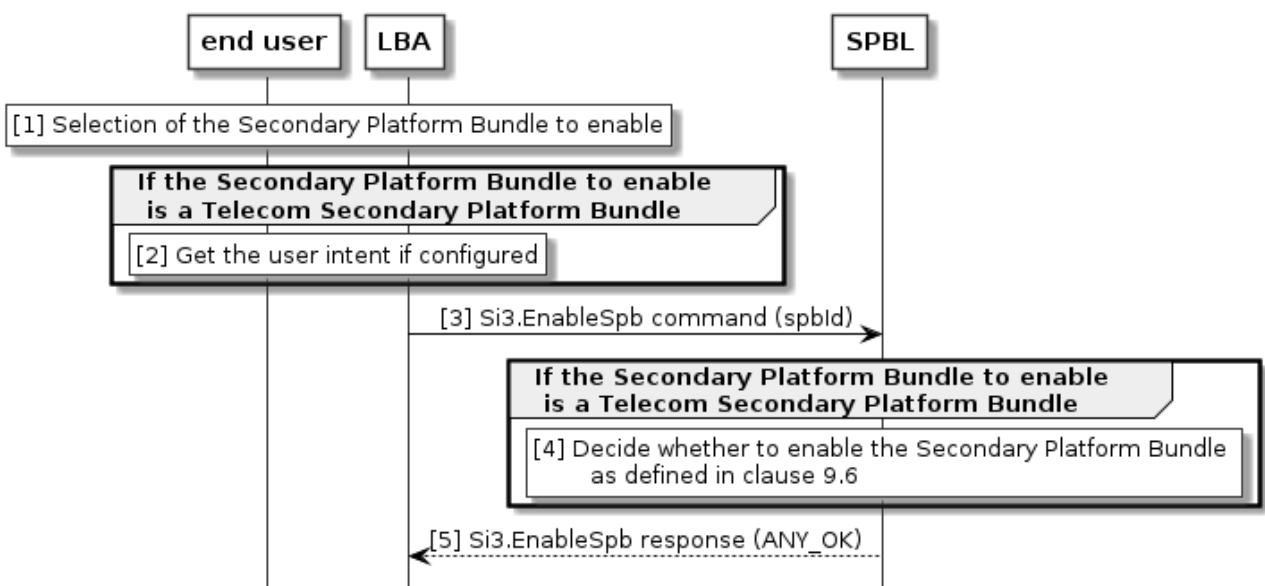 end user
LBA
SPBL
[1] Selection of the Secondary Platform Bundle to enable
If the Secondary Platform Bundle to enable
is a Telecom Secondary Platform Bundle
[2] Get the user intent if configured
[3] Si3.EnableSpb command (spbId)
If the Secondary Platform Bundle to enable
is a Telecom Secondary Platform Bundle
[4] Decide whether to enable the Secondary Platform Bundle
as defined in clause 9.6
[5] Si3.EnableSpb response (ANY_OK)